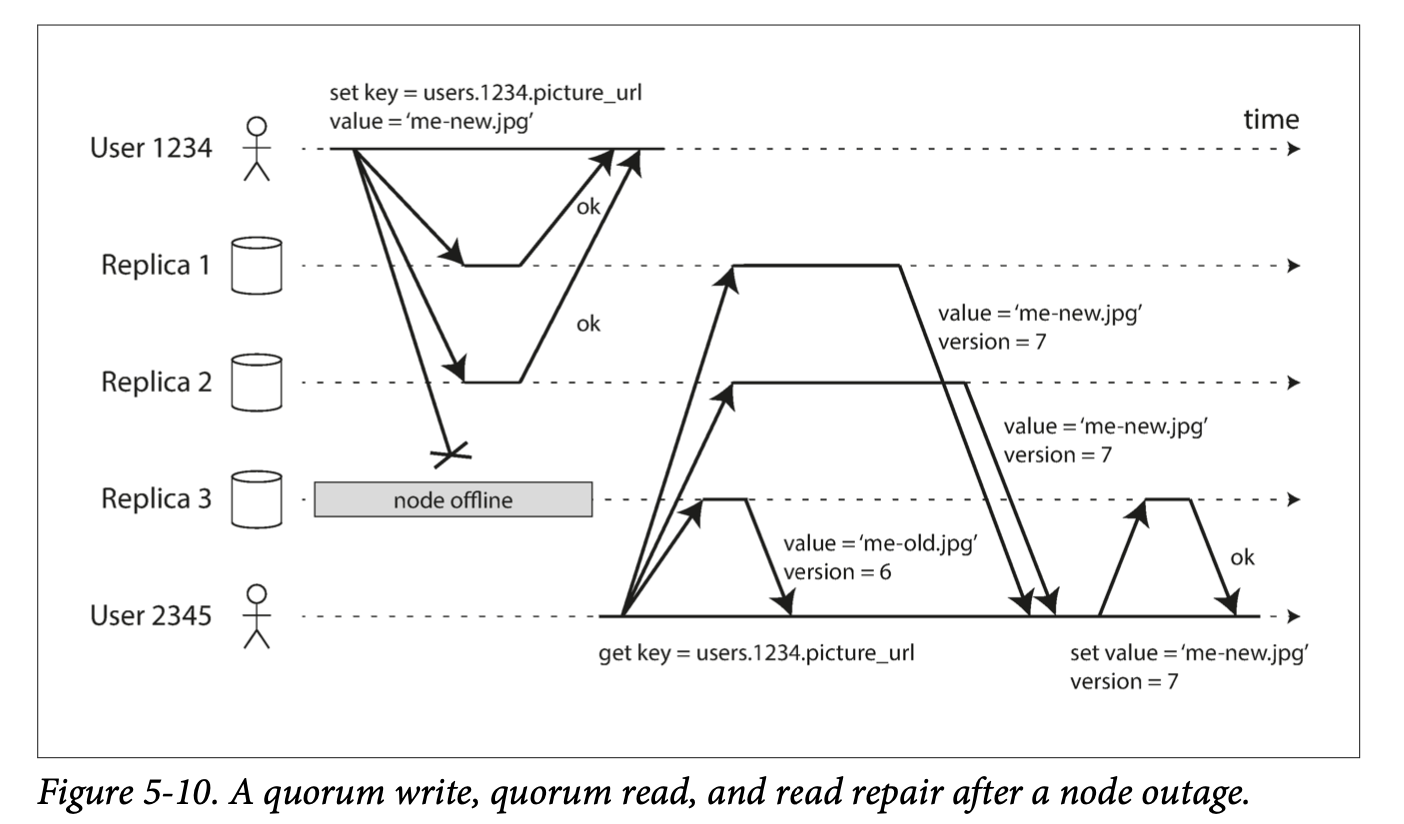 set key = users.1234.picture_url
value = ‘me-new.jpg’
time
User 1234
ok
Replica 1
value = ‘me-new.jpg’
version = 7
ok
Replica 2
value = ‘me-new.jpg’
version = 7
Replica 3
node offline
value = ‘me-old.jpg’
version = 6
ok
User 2345
get key = users.1234.picture_url
set value = ‘me-new.jpg’
version = 7
Figure 5-10. A quorum write, quorum read, and read repair after a node outage.